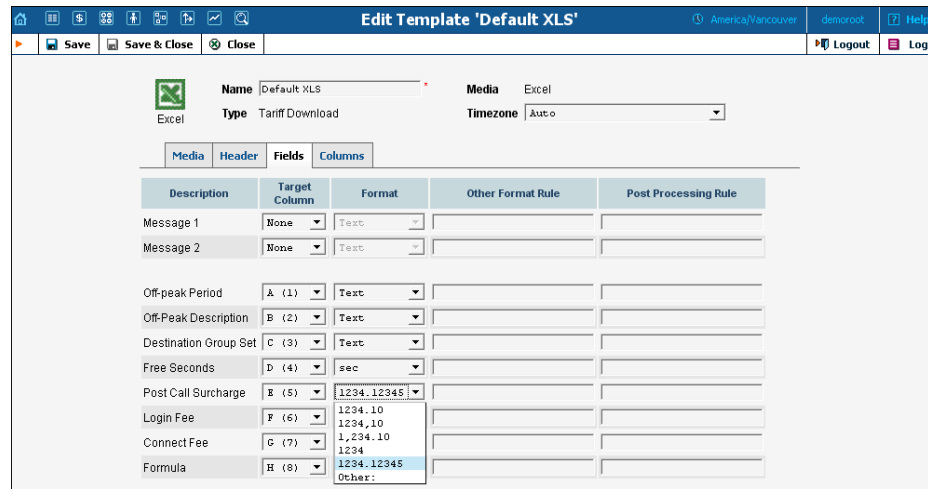 Edit Template 'Default XLS' America/Vancouver demoroot Help
Save Save & Close Close Logout Log
Name Default XLS * Media Excel
Excel Type Tariff Download Timezone Auto
Media Header Fields Columns
Description Target Column Format Other Format Rule Post Processing Rule
Message 1 None Text
Message 2 None Text
Off-peak Period A (1) Text
Off-Peak Description B (2) Text
Destination Group Set C (3) Text
Free Seconds D (4) sec
Post Call Surcharge E (5) 1234.12345
1234.10
Login Fee F (6) 1234,10
1,234.10
Connect Fee G (7) 1234
1234.12345
Formula H (8) Other: